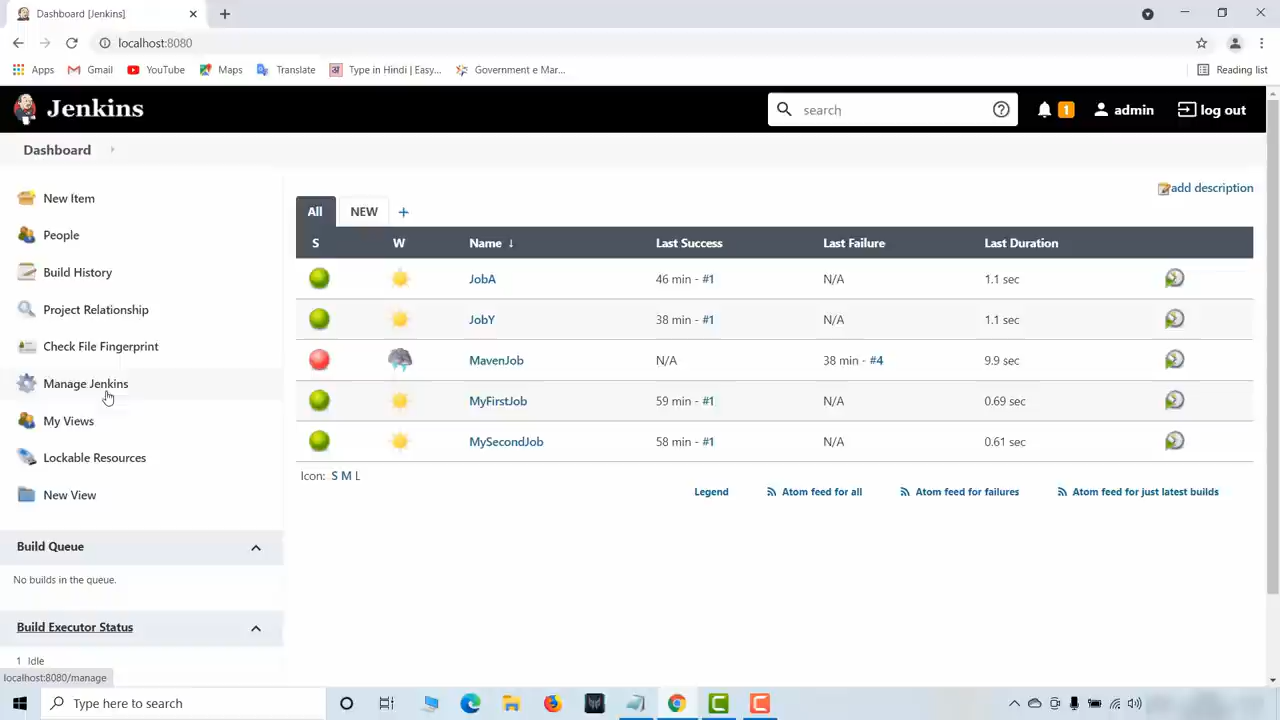 Dashboard [Jenkins]
localhost:8080
Apps Gmail YouTube Maps Translate Type in Hindi | Easy... Government e Mar... Reading list
Jenkins
search
1
admin
log out
Dashboard
add description
New Item
People
Build History
Project Relationship
Check File Fingerprint
Manage Jenkins
My Views
Lockable Resources
New View
All NEW +
S W Name ↓ Last Success Last Failure Last Duration
JobA 46 min - #1 N/A 1.1 sec
JobY 38 min - #1 N/A 1.1 sec
MavenJob N/A 38 min - #4 9.9 sec
MyFirstJob 59 min - #1 N/A 0.69 sec
MySecondJob 58 min - #1 N/A 0.61 sec
Icon: S M L
Legend Atom feed for all Atom feed for failures Atom feed for just latest builds
Build Queue
No builds in the queue.
Build Executor Status
1 Idle
localhost:8080/manage
Type here to search